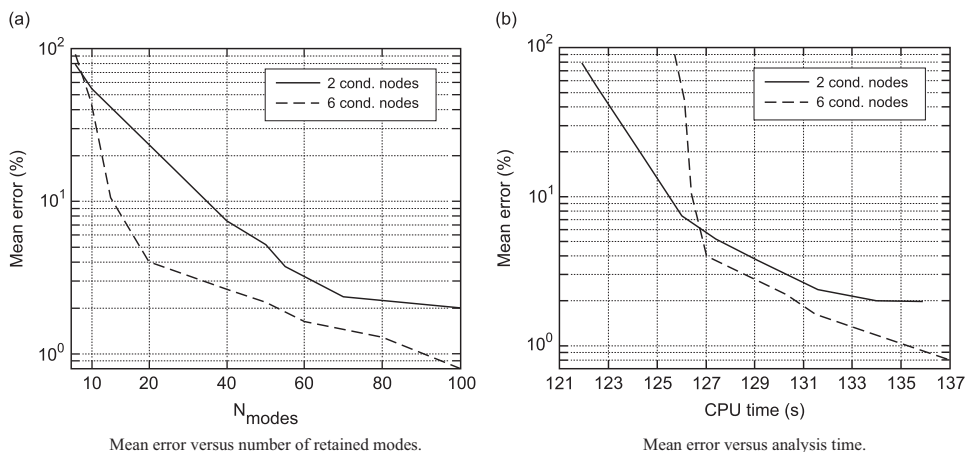 (a)
10²
10¹
10⁰
Mean error (%)
2 cond. nodes
6 cond. nodes
10 20 40 60 80 100
N_modes
Mean error versus number of retained modes.
(b)
10²
10¹
10⁰
Mean error (%)
2 cond. nodes
6 cond. nodes
121 123 125 127 129 131 133 135 137
CPU time (s)
Mean error versus analysis time.